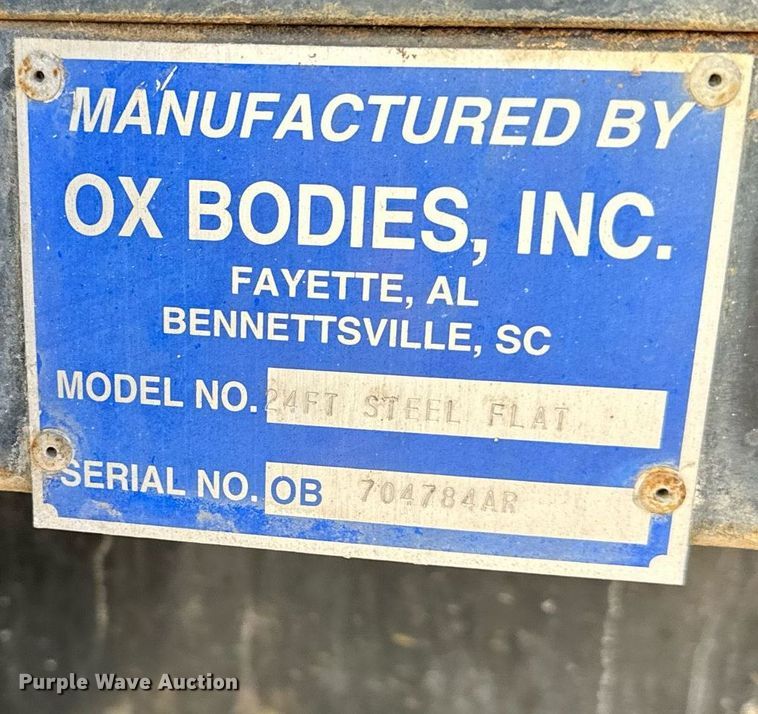 MANUFACTURED BY
OX BODIES, INC.
FAYETTE, AL
BENNETTSVILLE, SC
MODEL NO. 24FT STEEL FLAT
SERIAL NO. OB 704784AR
Purple Wave Auction